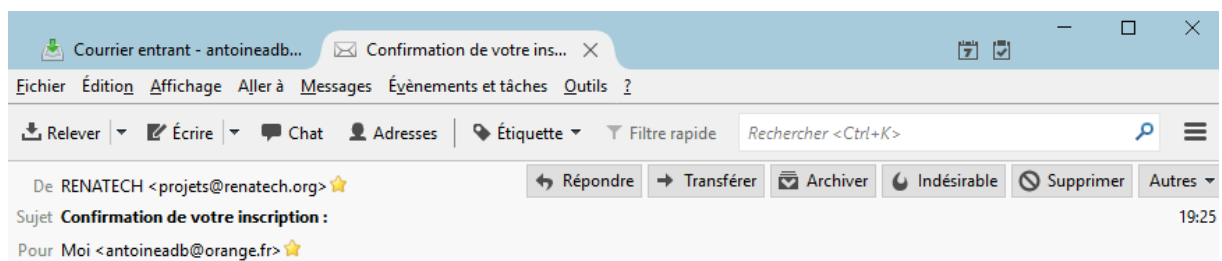 Courrier entrant - antoineadb... Confirmation de votre ins...
Fichier Édition Affichage Aller à Messages Évènements et tâches Outils ?
Relever Écrire Chat Adresses Étiquette Filtre rapide Rechercher <Ctrl+K>
De RENATECH <projets@renatech.org> Répondre Transférer Archiver Indésirable Supprimer Autres
Sujet Confirmation de votre inscription : 19:25
Pour Moi <antoineadb@orange.fr>